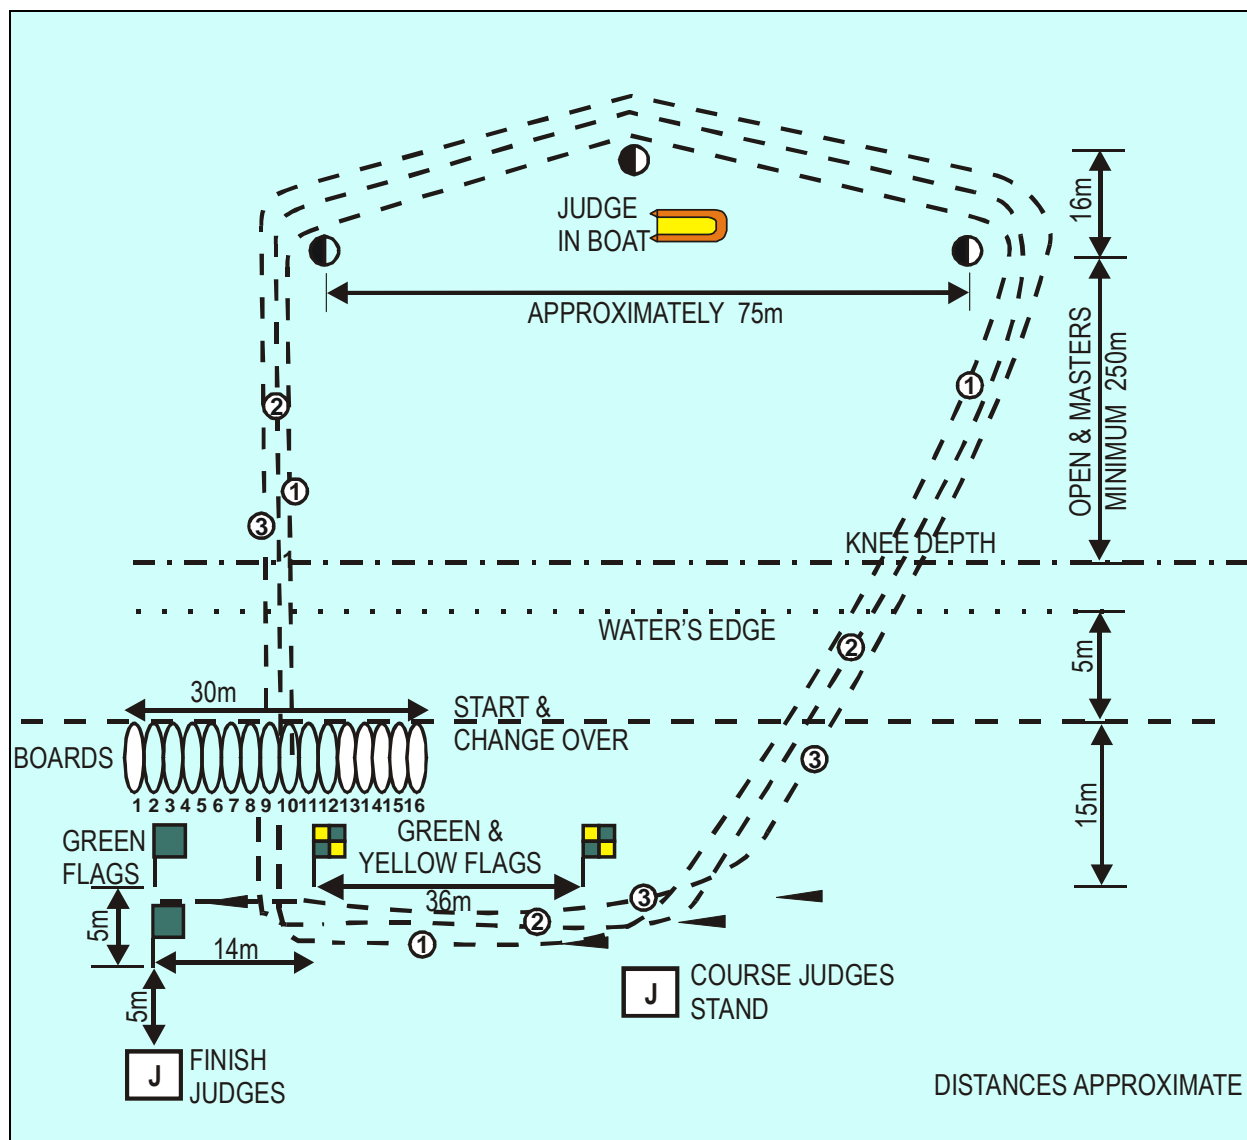 JUDGE
IN BOAT
16m
APPROXIMATELY 75m
OPEN & MASTERS
MINIMUM 250m
1
2
1
3
1
KNEE DEPTH
WATER'S EDGE
2
5m
30m
START &
CHANGE OVER
BOARDS
3
1 2 3 4 5 6 7 8 9 10 11 12 13 14 14 15 16
15m
GREEN
FLAGS
GREEN &
YELLOW FLAGS
36m
3
2
1
5m
14m
5m
J
COURSE JUDGES
STAND
J
FINISH
JUDGES
DISTANCES APPROXIMATE